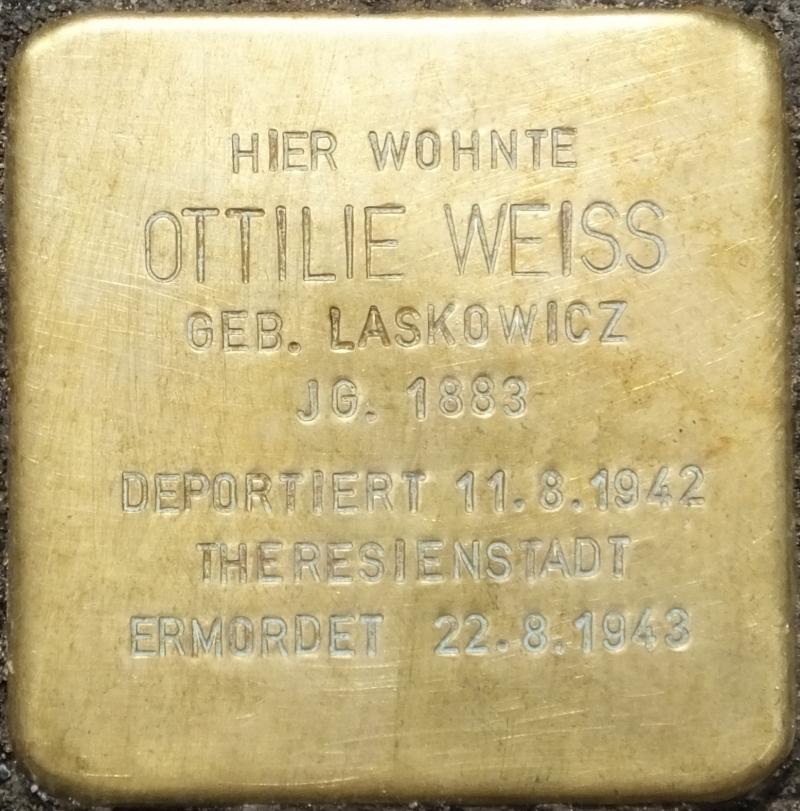 HIER WOHNTE
OTTILIE WEISS
GEB. LASKOWICZ
JG. 1883
DEPORTIERT 11.8.1942
THERESIENSTADT
ERMORDET 22.8.1943